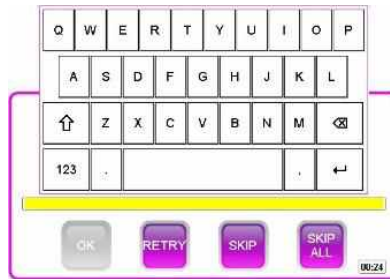 Q W E R T Y U I O P
A S D F G H J K L
Z X C V B N M
123 . .
OK RETRY SKIP SKIP ALL
00:24